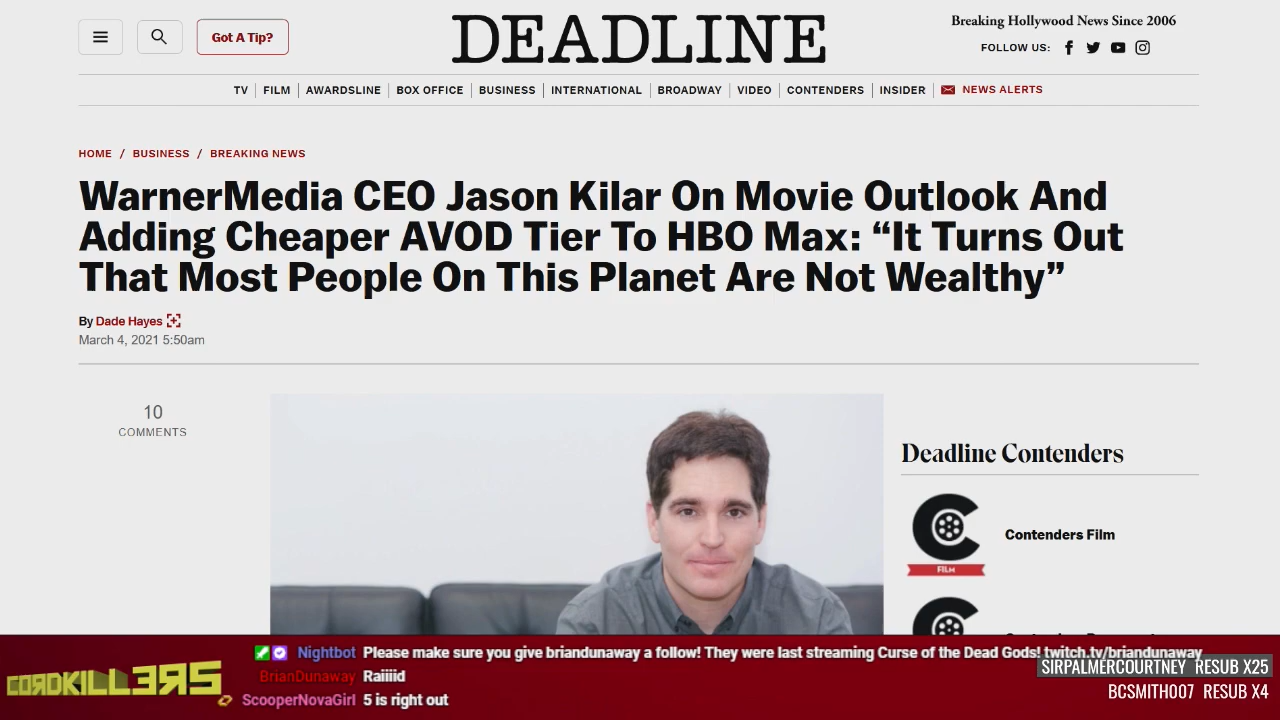 Got A Tip?
DEADLINE
Breaking Hollywood News Since 2006
FOLLOW US:
TV
FILM
AWARDSLINE
BOX OFFICE
BUSINESS
INTERNATIONAL
BROADWAY
VIDEO
CONTENDERS
INSIDER
NEWS ALERTS
HOME / BUSINESS / BREAKING NEWS
WarnerMedia CEO Jason Kilar On Movie Outlook And
Adding Cheaper AVOD Tier To HBO Max: “It Turns Out
That Most People On This Planet Are Not Wealthy”
By Dade Hayes
March 4, 2021 5:50am
10
COMMENTS
Deadline Contenders
FILM
Contenders Film
CORDKILL3RS
Nightbot Please make sure you give briandunaway a follow! They were last streaming Curse of the Dead Gods! twitch.tv/briandunaway
BrianDunaway Raiiiid
ScooperNovaGirl 5 is right out
SIRPALMERCOURTNEY RESUB X25
BCSMITH007 RESUB X4